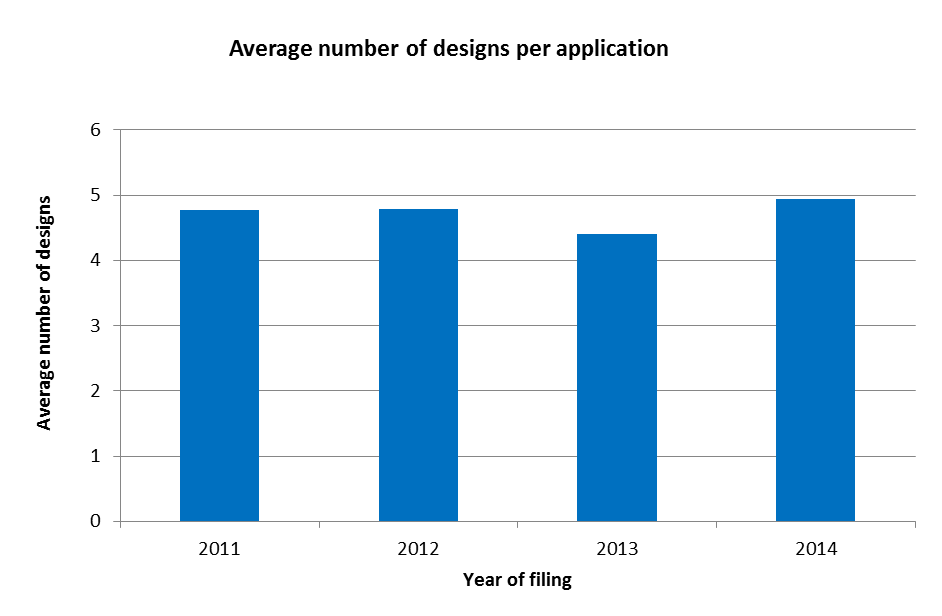 Average number of designs per application
6
5
4
3
2
1
0
Average number of designs
2011 2012 2013 2014
Year of filing